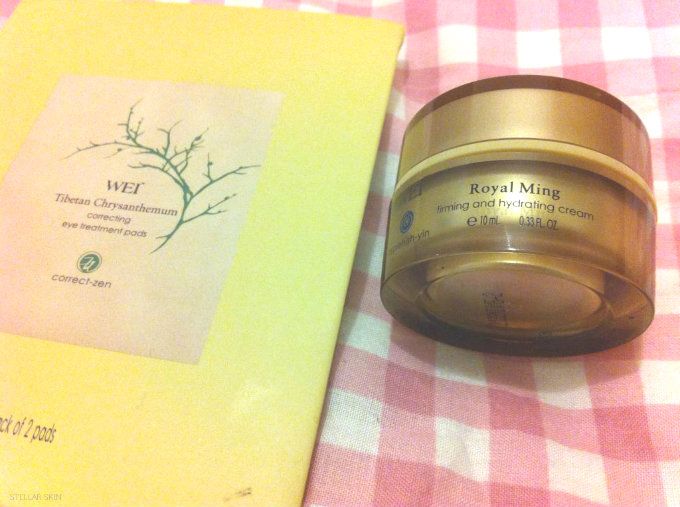 WEI
Tibetan Chrysanthemum
correcting
eye treatment pads
correct-zen
of 2 pads
Royal Ming
firming and hydrating cream
e 10 mL 0.33 FL. OZ.
STELLAR SKIN